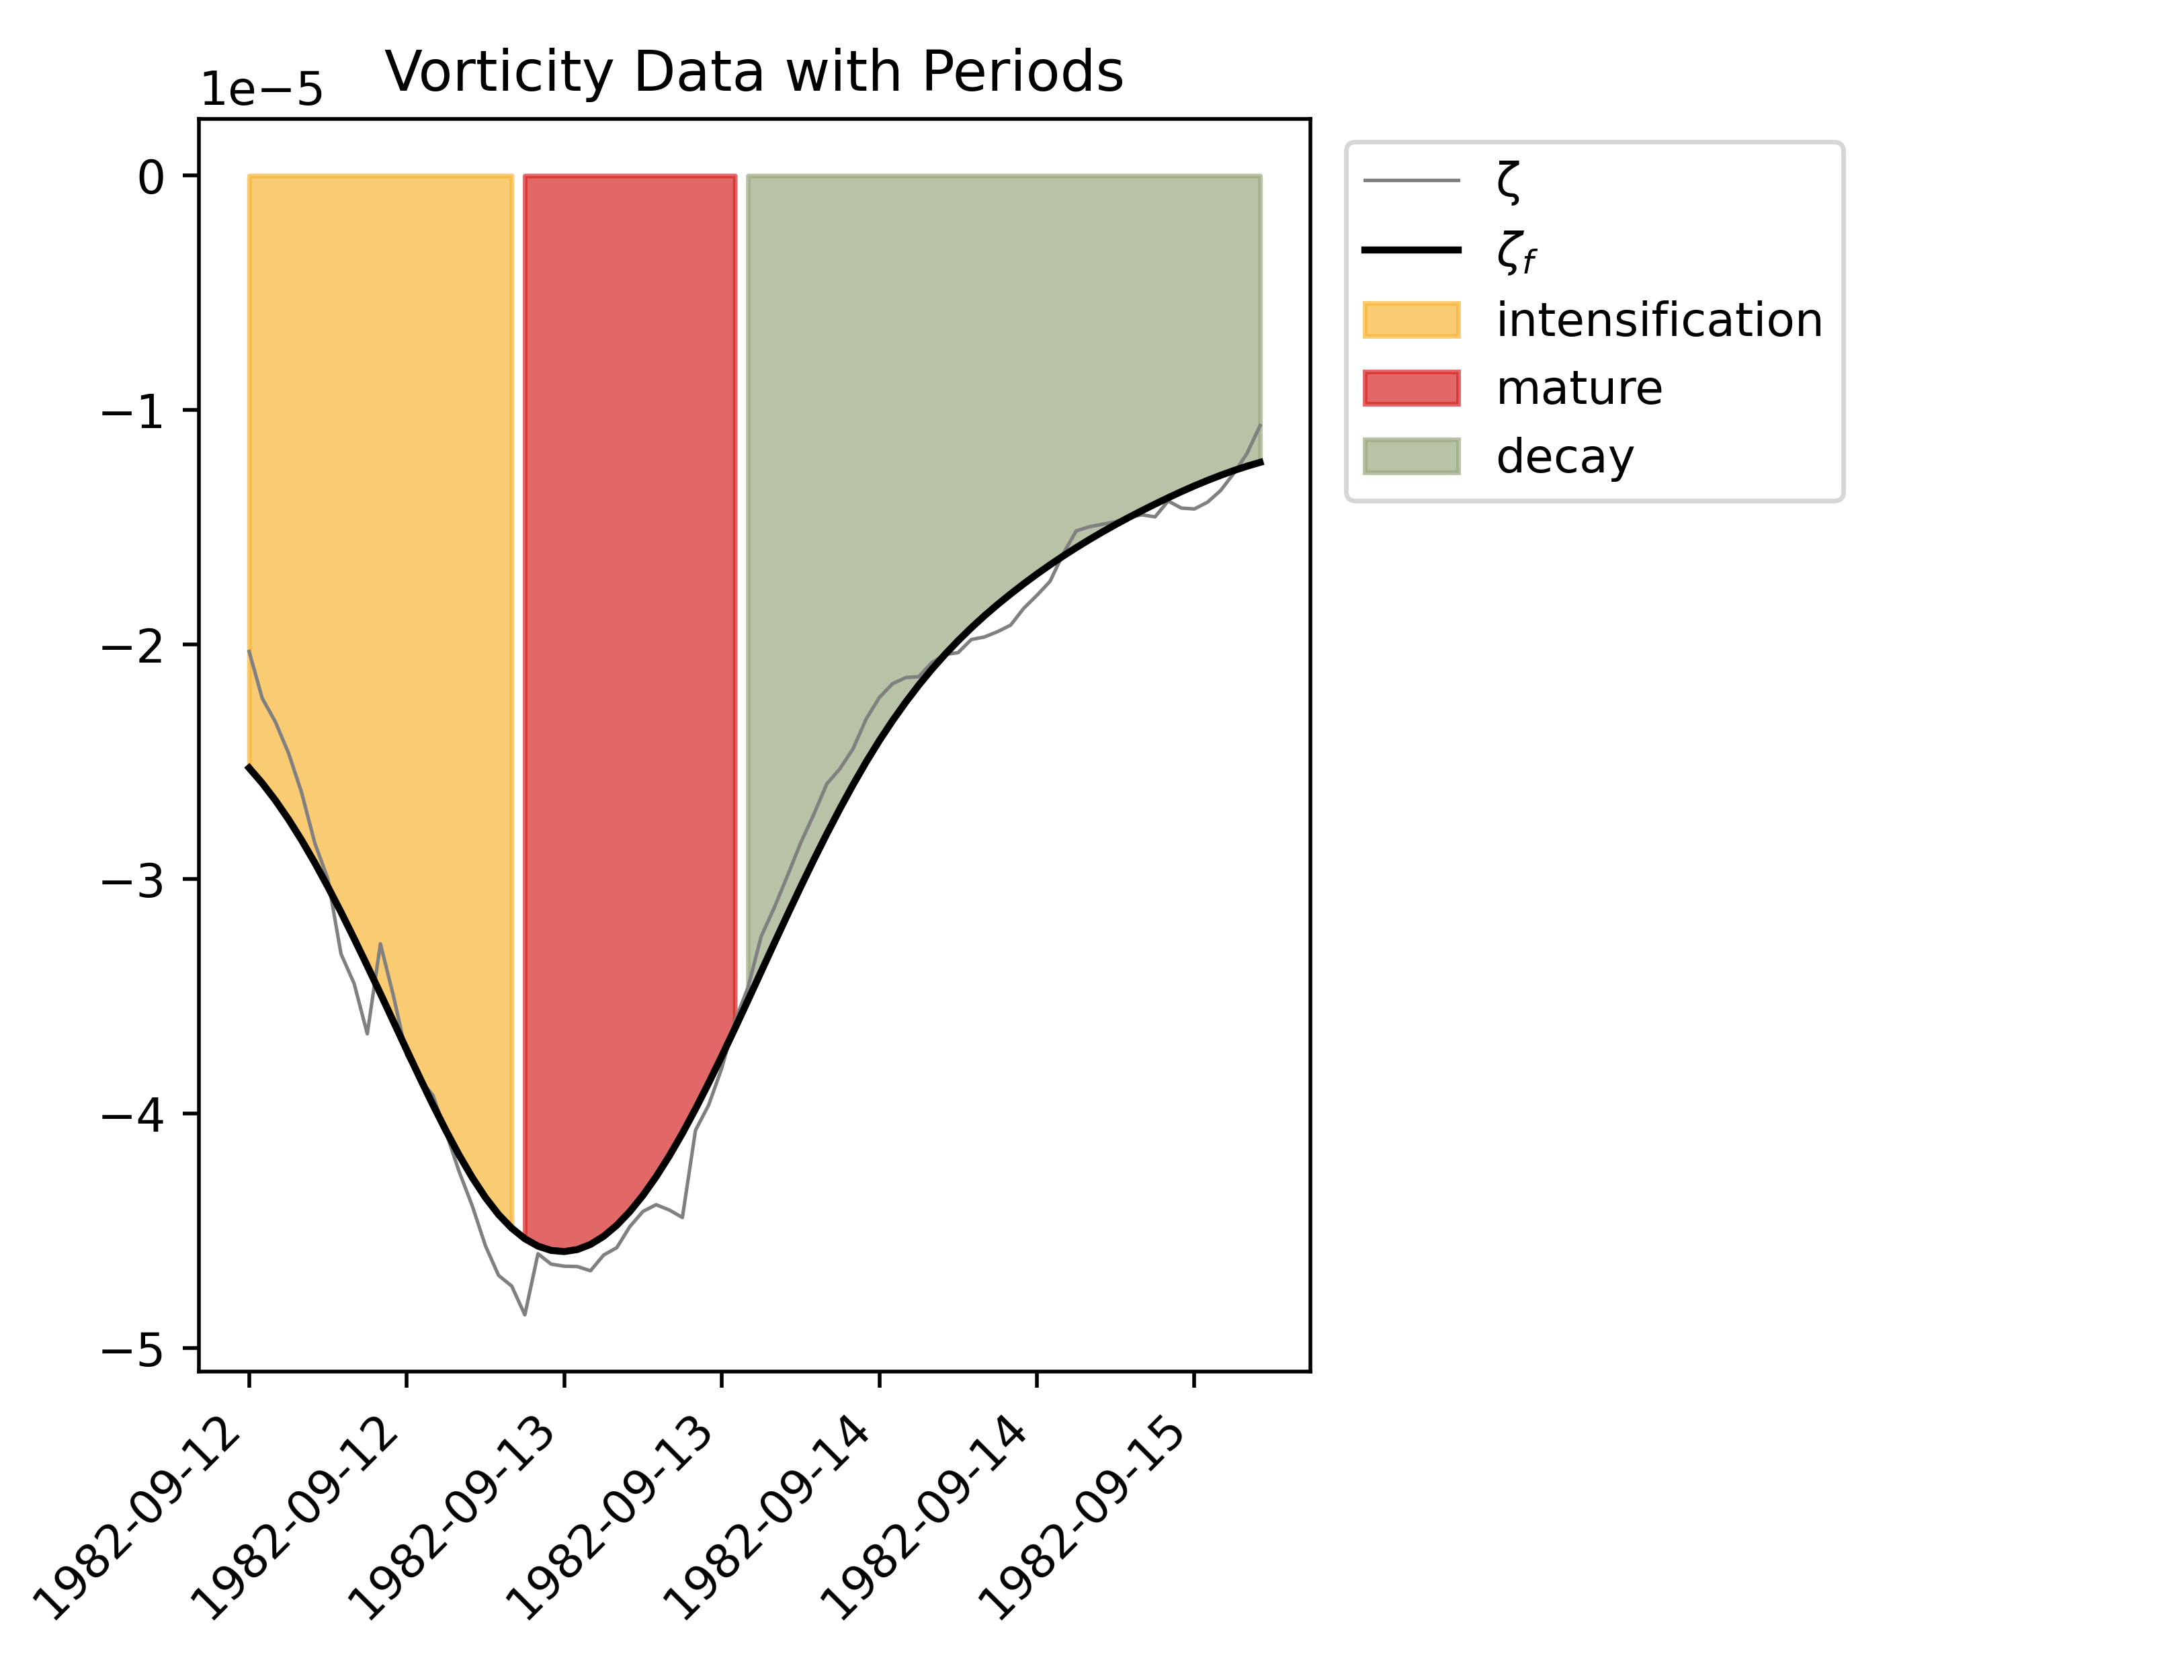 Vorticity Data with Periods
1e−5
0
−1
−2
−3
−4
−5
1982-09-12
1982-09-12
1982-09-13
1982-09-13
1982-09-14
1982-09-14
1982-09-15
ζ
ζf
intensification
mature
decay